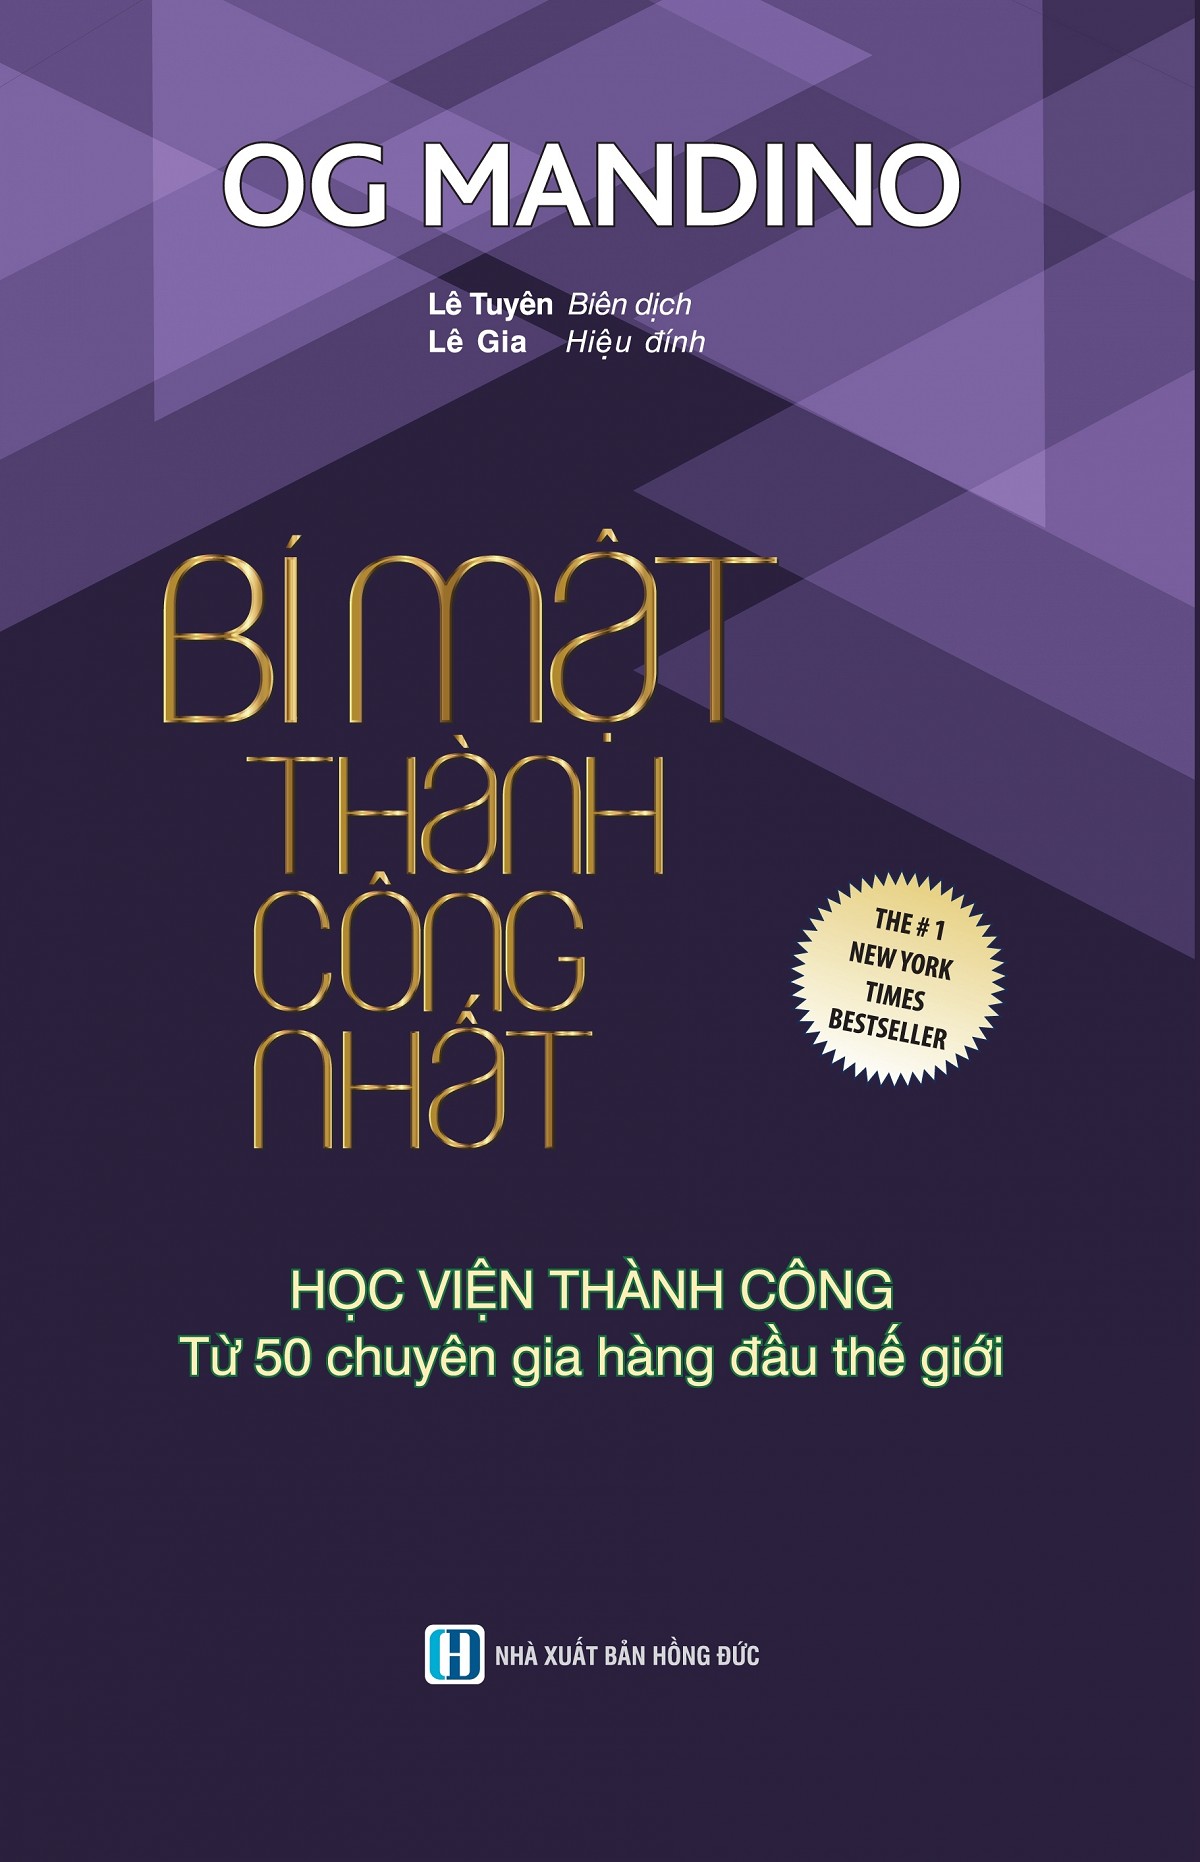 OG MANDINO
Lê Tuyên Biên dịch
Lê Gia Hiệu đính
BÍ MẬT
THÀNH
CÔNG
NHẤT
THE # 1
NEW YORK
TIMES
BESTSELLER
HỌC VIỆN THÀNH CÔNG
Từ 50 chuyên gia hàng đầu thế giới
NHÀ XUẤT BẢN HỒNG ĐỨC